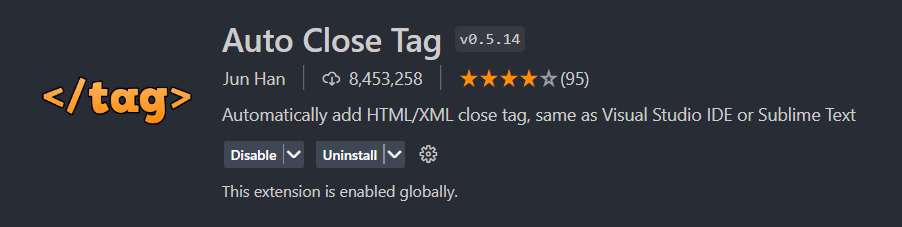 </tag>
Auto Close Tag v0.5.14
Jun Han 8,453,258 (95)
Automatically add HTML/XML close tag, same as Visual Studio IDE or Sublime Text
Disable Uninstall
This extension is enabled globally.